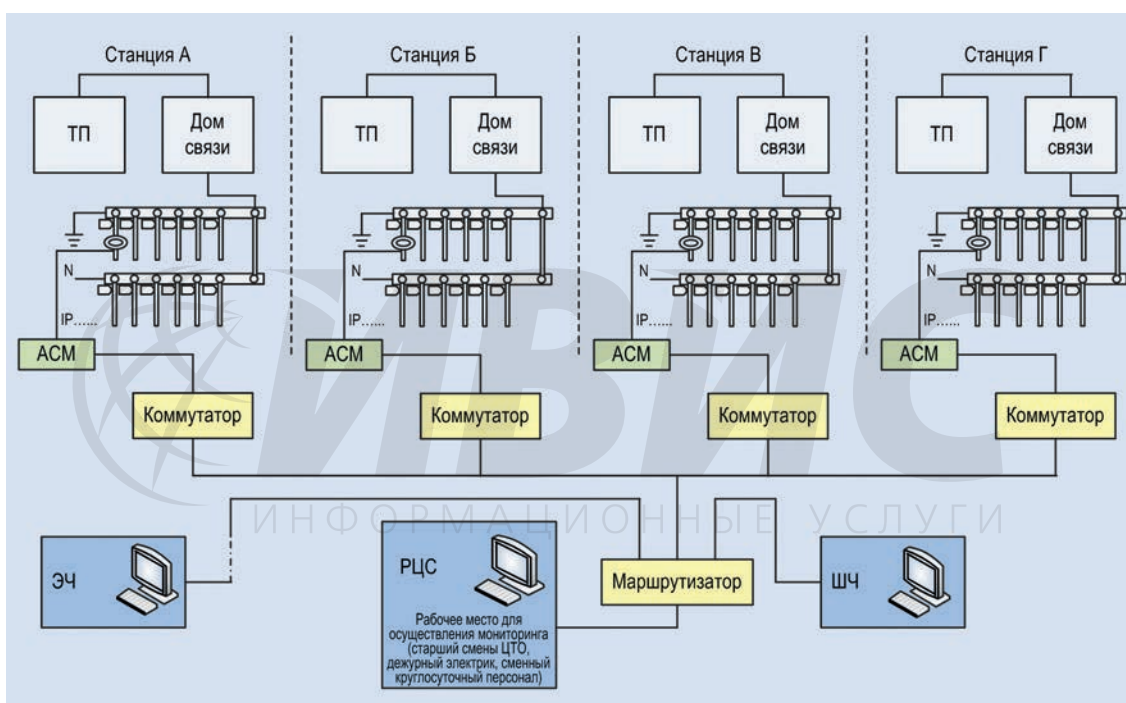 Станция А
Станция Б
Станция В
Станция Г
ТП
Дом
связи
ТП
Дом
связи
ТП
Дом
связи
ТП
Дом
связи
N
N
N
N
IP......
IP......
IP......
IP......
АСМ
АСМ
АСМ
АСМ
Коммутатор
Коммутатор
Коммутатор
Коммутатор
ИВИС
ИНФОРМАЦИОННЫЕ УСЛУГИ
ЭЧ
РЦС
Рабочее место для
осуществления мониторинга
(старший смены ЦТО,
дежурный электрик, сменный
круглосуточный персонал)
Маршрутизатор
ШЧ